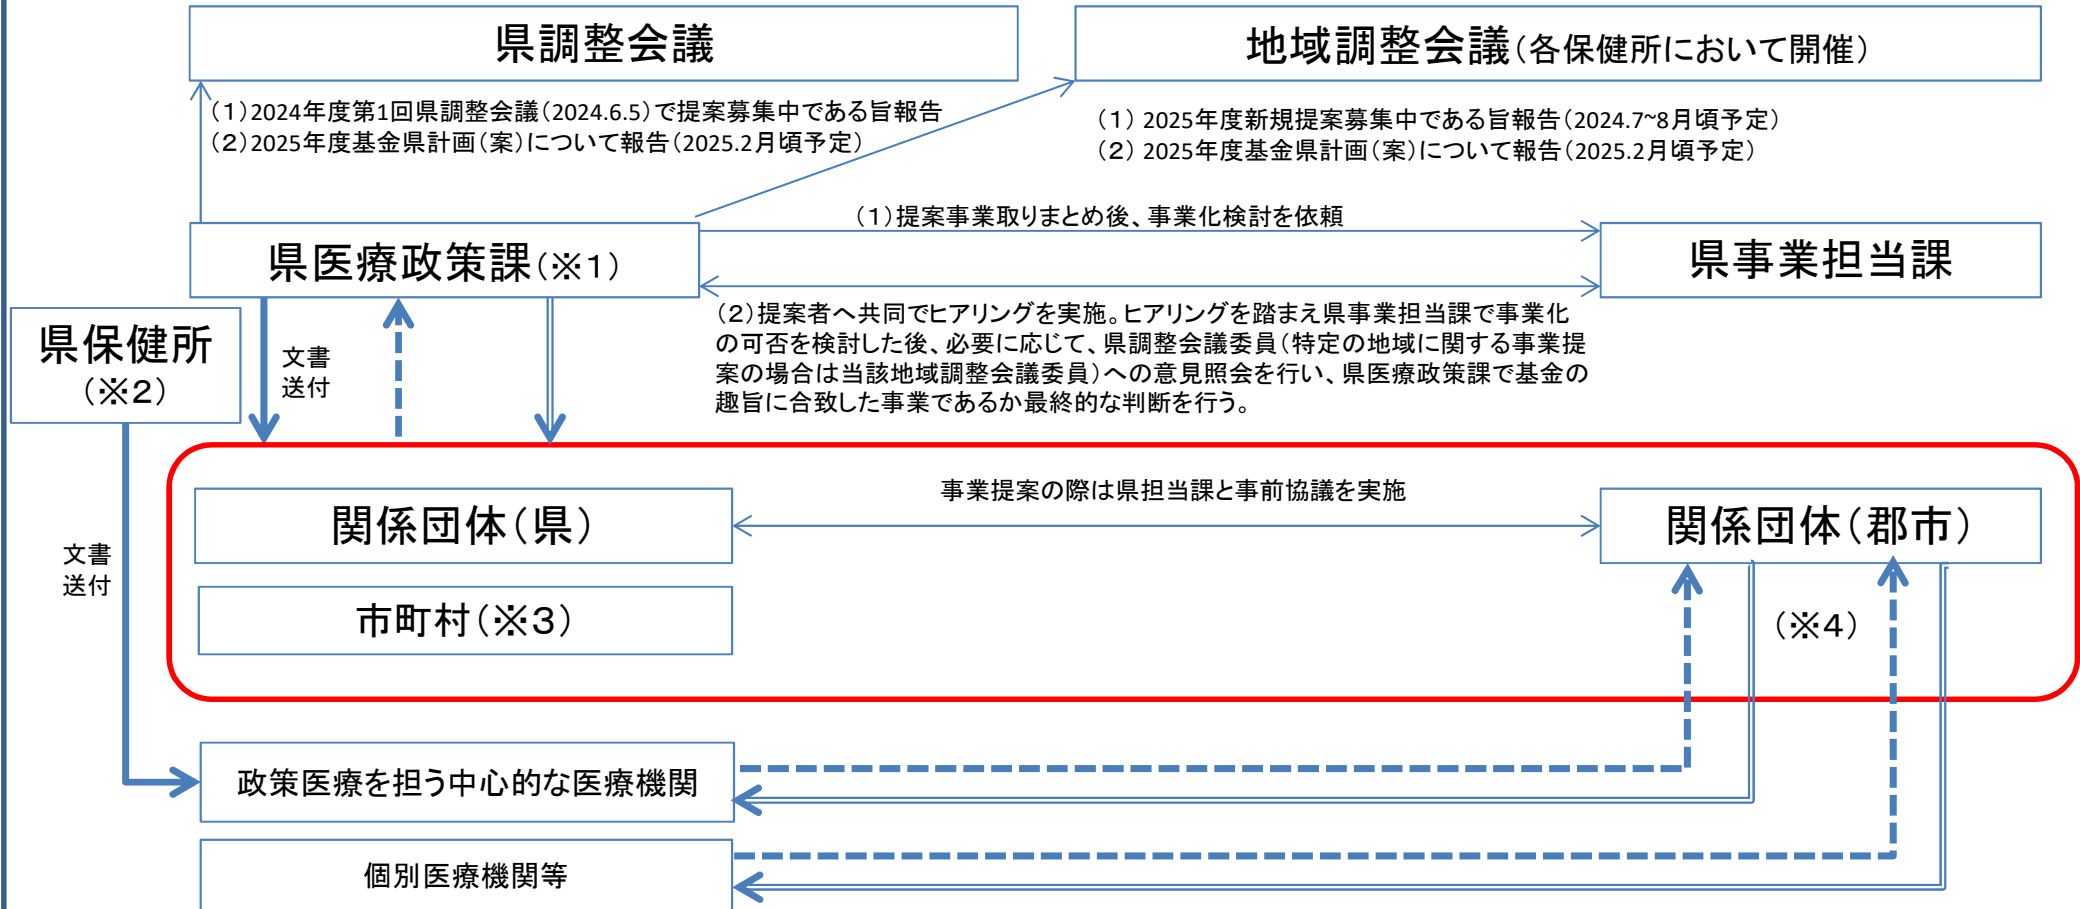 県調整会議
地域調整会議(各保健所において開催)
(1)2024年度第1回県調整会議(2024.6.5)で提案募集中である旨報告
(2)2025年度基金県計画(案)について報告(2025.2月頃予定)
(1) 2025年度新規提案募集中である旨報告(2024.7~8月頃予定)
(2) 2025年度基金県計画(案)について報告(2025.2月頃予定)
(1)提案事業取りまとめ後、事業化検討を依頼
県医療政策課(※1)
県事業担当課
(2)提案者へ共同でヒアリングを実施。ヒアリングを踏まえ県事業担当課で事業化
の可否を検討した後、必要に応じて、県調整会議委員(特定の地域に関する事業提
案の場合は当該地域調整会議委員)への意見照会を行い、県医療政策課で基金の
趣旨に合致した事業であるか最終的な判断を行う。
県保健所
(※2)
文書
送付
事業提案の際は県担当課と事前協議を実施
関係団体(県)
関係団体(郡市)
文書
送付
市町村(※3)
(※4)
政策医療を担う中心的な医療機関
個別医療機関等